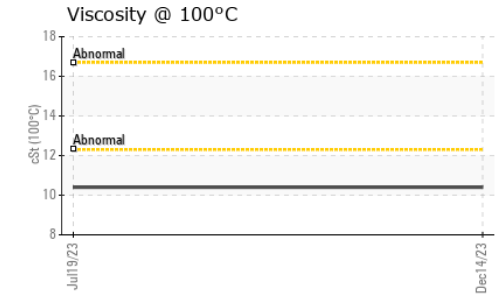 Viscosity @ 100°C
18
Abnormal
16
14
Abnormal
12
10
8
cSt (100°C)
Jul19/23
Dec14/23